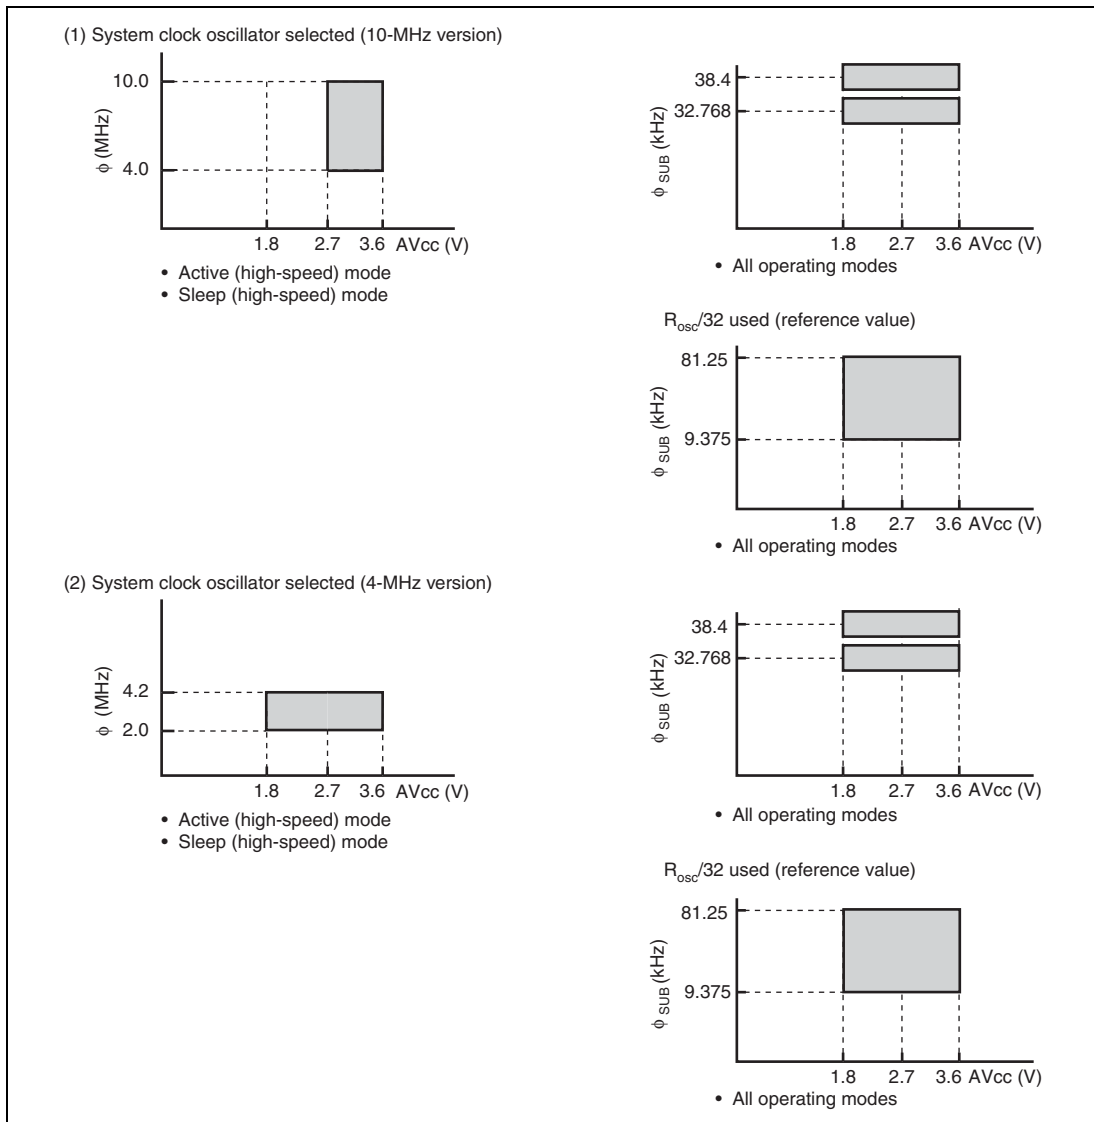 (1) System clock oscillator selected (10-MHz version)
10.0
4.0
φ (MHz)
1.8 2.7 3.6 AVcc (V)
• Active (high-speed) mode
• Sleep (high-speed) mode
38.4
32.768
φ SUB (kHz)
1.8 2.7 3.6 AVcc (V)
• All operating modes
Rosc/32 used (reference value)
81.25
9.375
φ SUB (kHz)
1.8 2.7 3.6 AVcc (V)
• All operating modes
(2) System clock oscillator selected (4-MHz version)
4.2
2.0
φ (MHz)
1.8 2.7 3.6 AVcc (V)
• Active (high-speed) mode
• Sleep (high-speed) mode
38.4
32.768
φ SUB (kHz)
1.8 2.7 3.6 AVcc (V)
• All operating modes
Rosc/32 used (reference value)
81.25
9.375
φ SUB (kHz)
1.8 2.7 3.6 AVcc (V)
• All operating modes